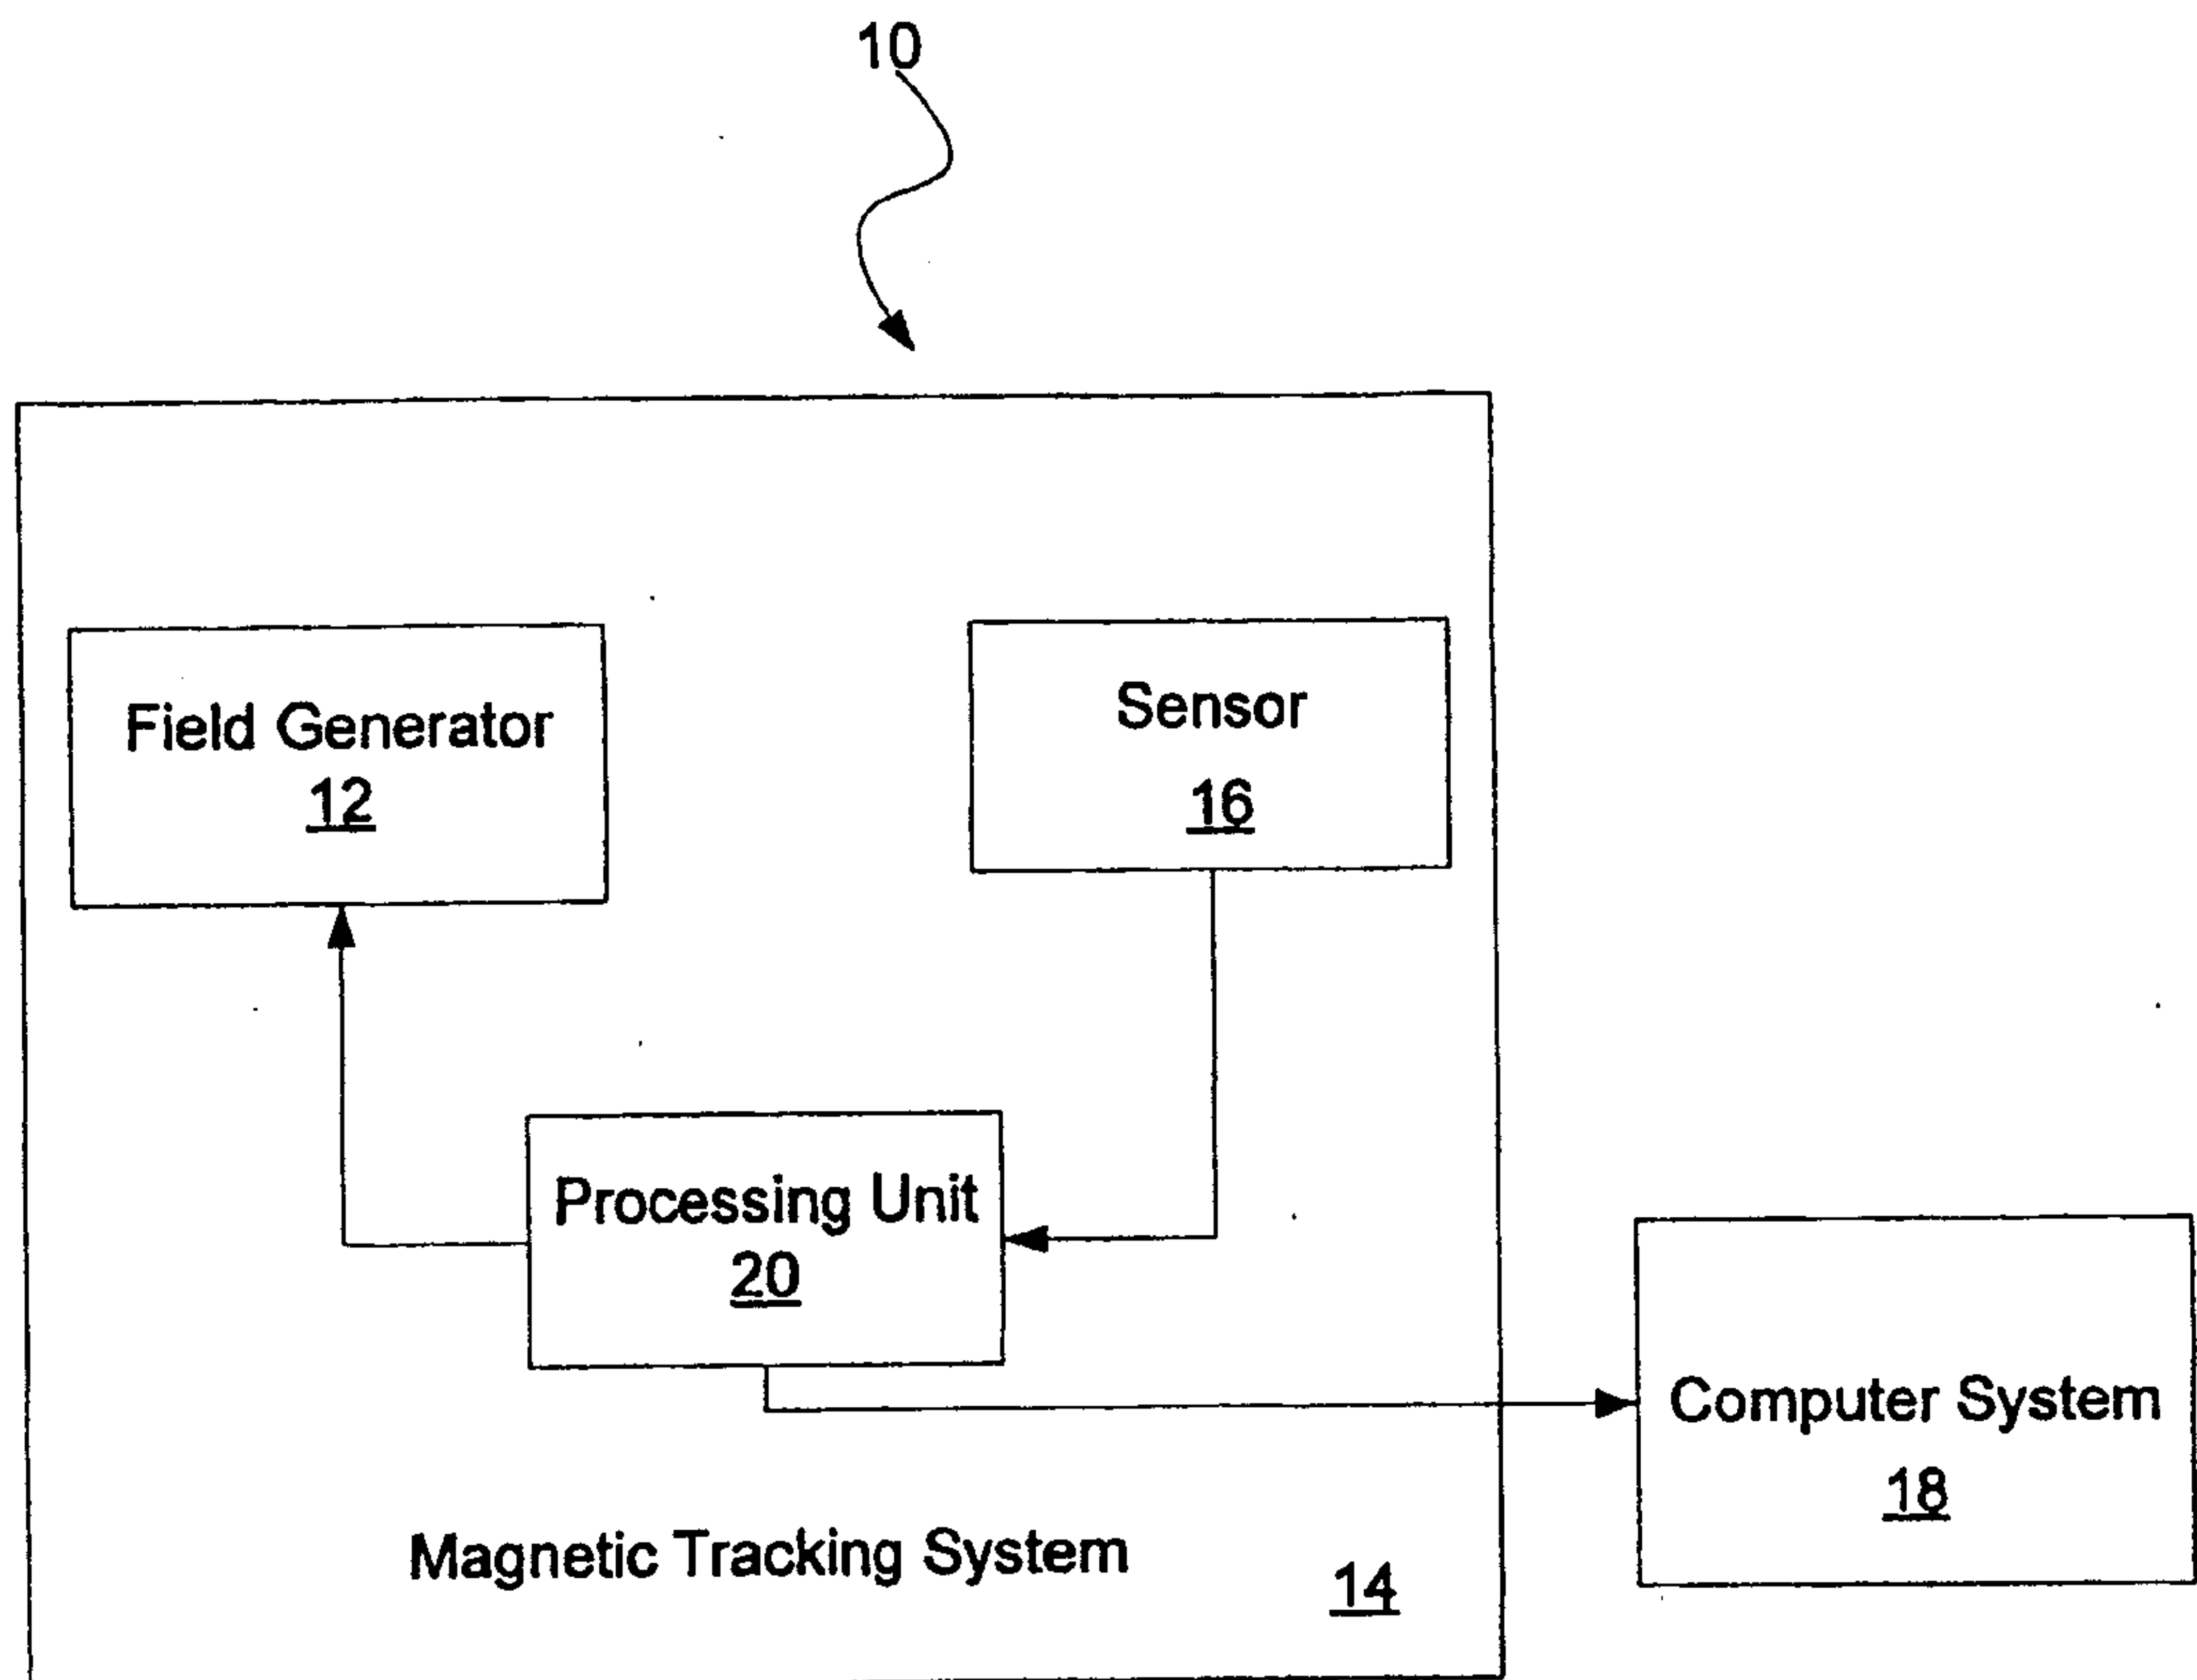 10
Field Generator
12
Sensor
16
Processing Unit
20
Computer System
18
Magnetic Tracking System
14